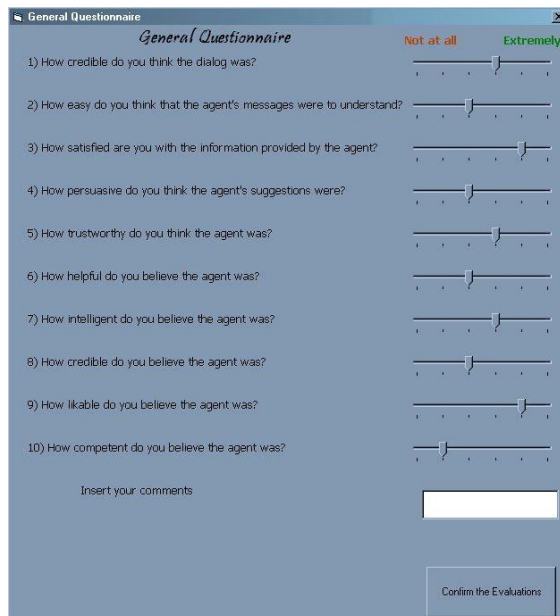 General Questionnaire
General Questionnaire
Not at all Extremely
1) How credible do you think the dialog was?
2) How easy do you think that the agent's messages were to understand?
3) How satisfied are you with the information provided by the agent?
4) How persuasive do you think the agent's suggestions were?
5) How trustworthy do you think the agent was?
6) How helpful do you believe the agent was?
7) How intelligent do you believe the agent was?
8) How credible do you believe the agent was?
9) How likable do you believe the agent was?
10) How competent do you believe the agent was?
Insert your comments
Confirm the Evaluations